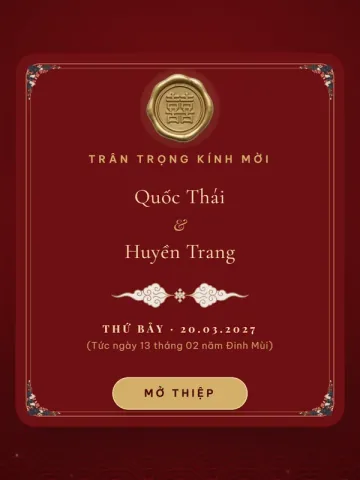 囍
TRÂN TRỌNG KÍNH MỜI
Quốc Thái
&
Huyền Trang
THỨ BẢY · 20.03.2027
(Tức ngày 13 tháng 02 năm Đinh Mùi)
MỞ THIỆP